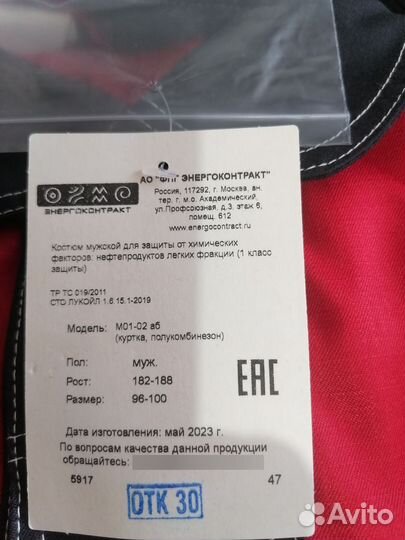 АО "ФПГ ЭНЕРГОКОНТРАКТ"
Россия, 117292, г. Москва, вн.
тер. г. м.о. Академический,
ул.Профсоюзная, д.3, этаж 6,
помещ. 612
www.energocontract.ru
ЭНЕРГОКОНТРАКТ
Костюм мужской для защиты от химических
факторов: нефтепродуктов легких фракции (1 класс
защиты)
ТР ТС 019/2011
СТО ЛУКОЙЛ 1.6.15.1-2019
Модель: М01-02 аб
(куртка, полукомбинезон)
Пол: муж.
Рост: 182-188
Размер: 96-100
ЕАС
Дата изготовления: май 2023 г.
По вопросам качества данной продукции
обращайтесь:
5917 47
ОТК 30
Avito